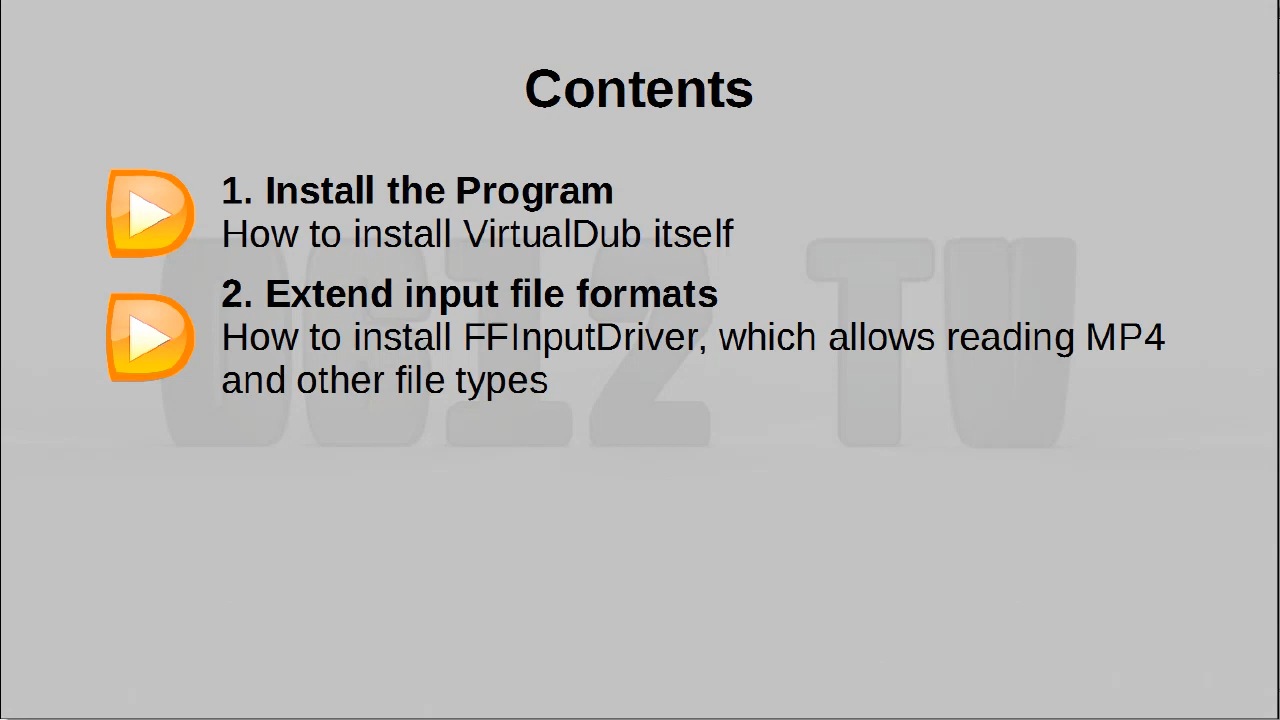 Contents
1. Install the Program
How to install VirtualDub itself
2. Extend input file formats
How to install FFInputDriver, which allows reading MP4
and other file types